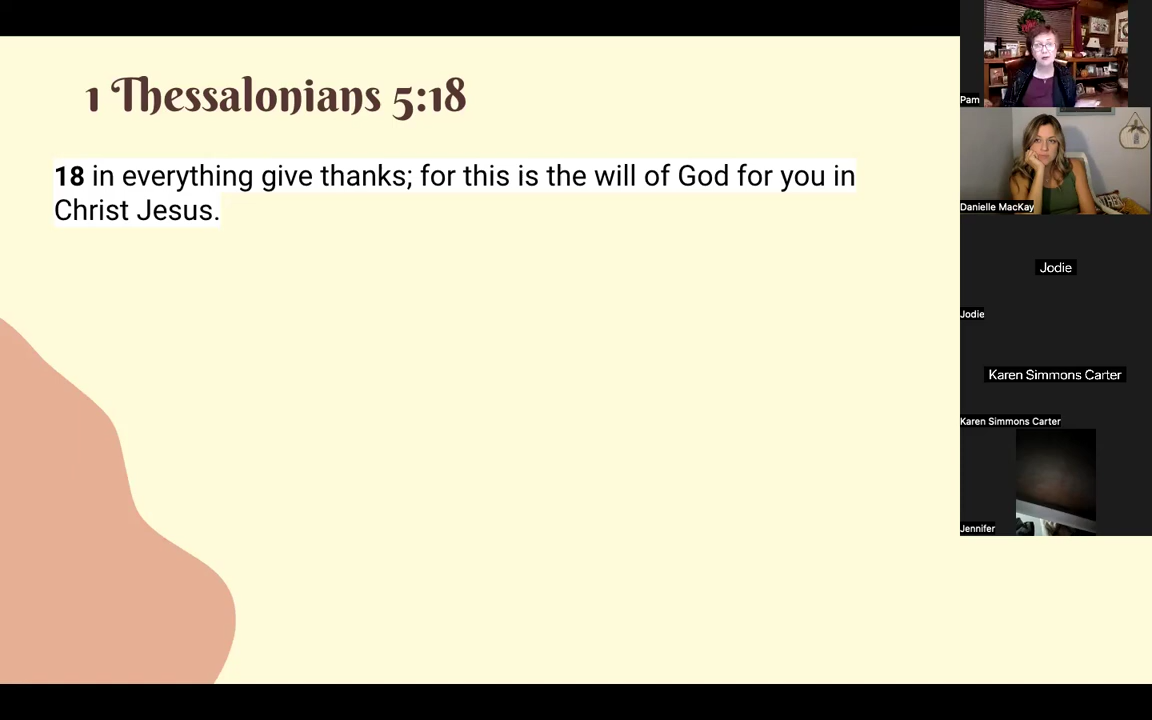 1 Thessalonians 5:18
18 in everything give thanks; for this is the will of God for you in
Christ Jesus.
Pam
Danielle MacKay
Jodie
Jodie
Karen Simmons Carter
Karen Simmons Carter
Jennifer